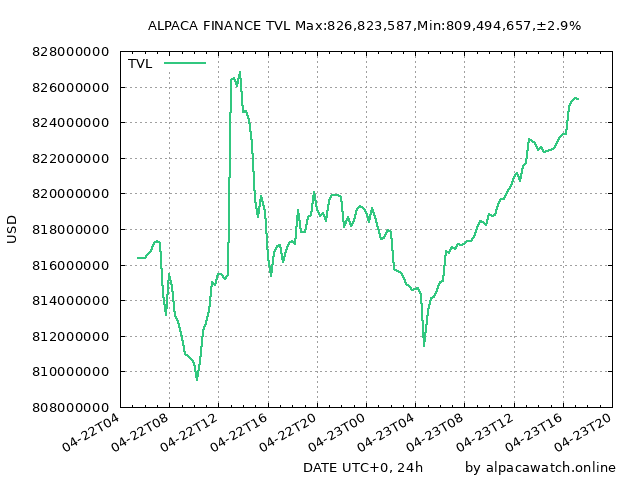 ALPACA FINANCE TVL Max:826,823,587,Min:809,494,657,±2.9%
828000000
TVL
826000000
824000000
822000000
820000000
818000000
USD
816000000
814000000
812000000
810000000
808000000
04-22T04
04-22T08
04-22T12
04-22T16
04-22T20
04-23T00
04-23T04
04-23T08
04-23T12
04-23T16
04-23T20
DATE UTC+0, 24h
by alpacawatch.online